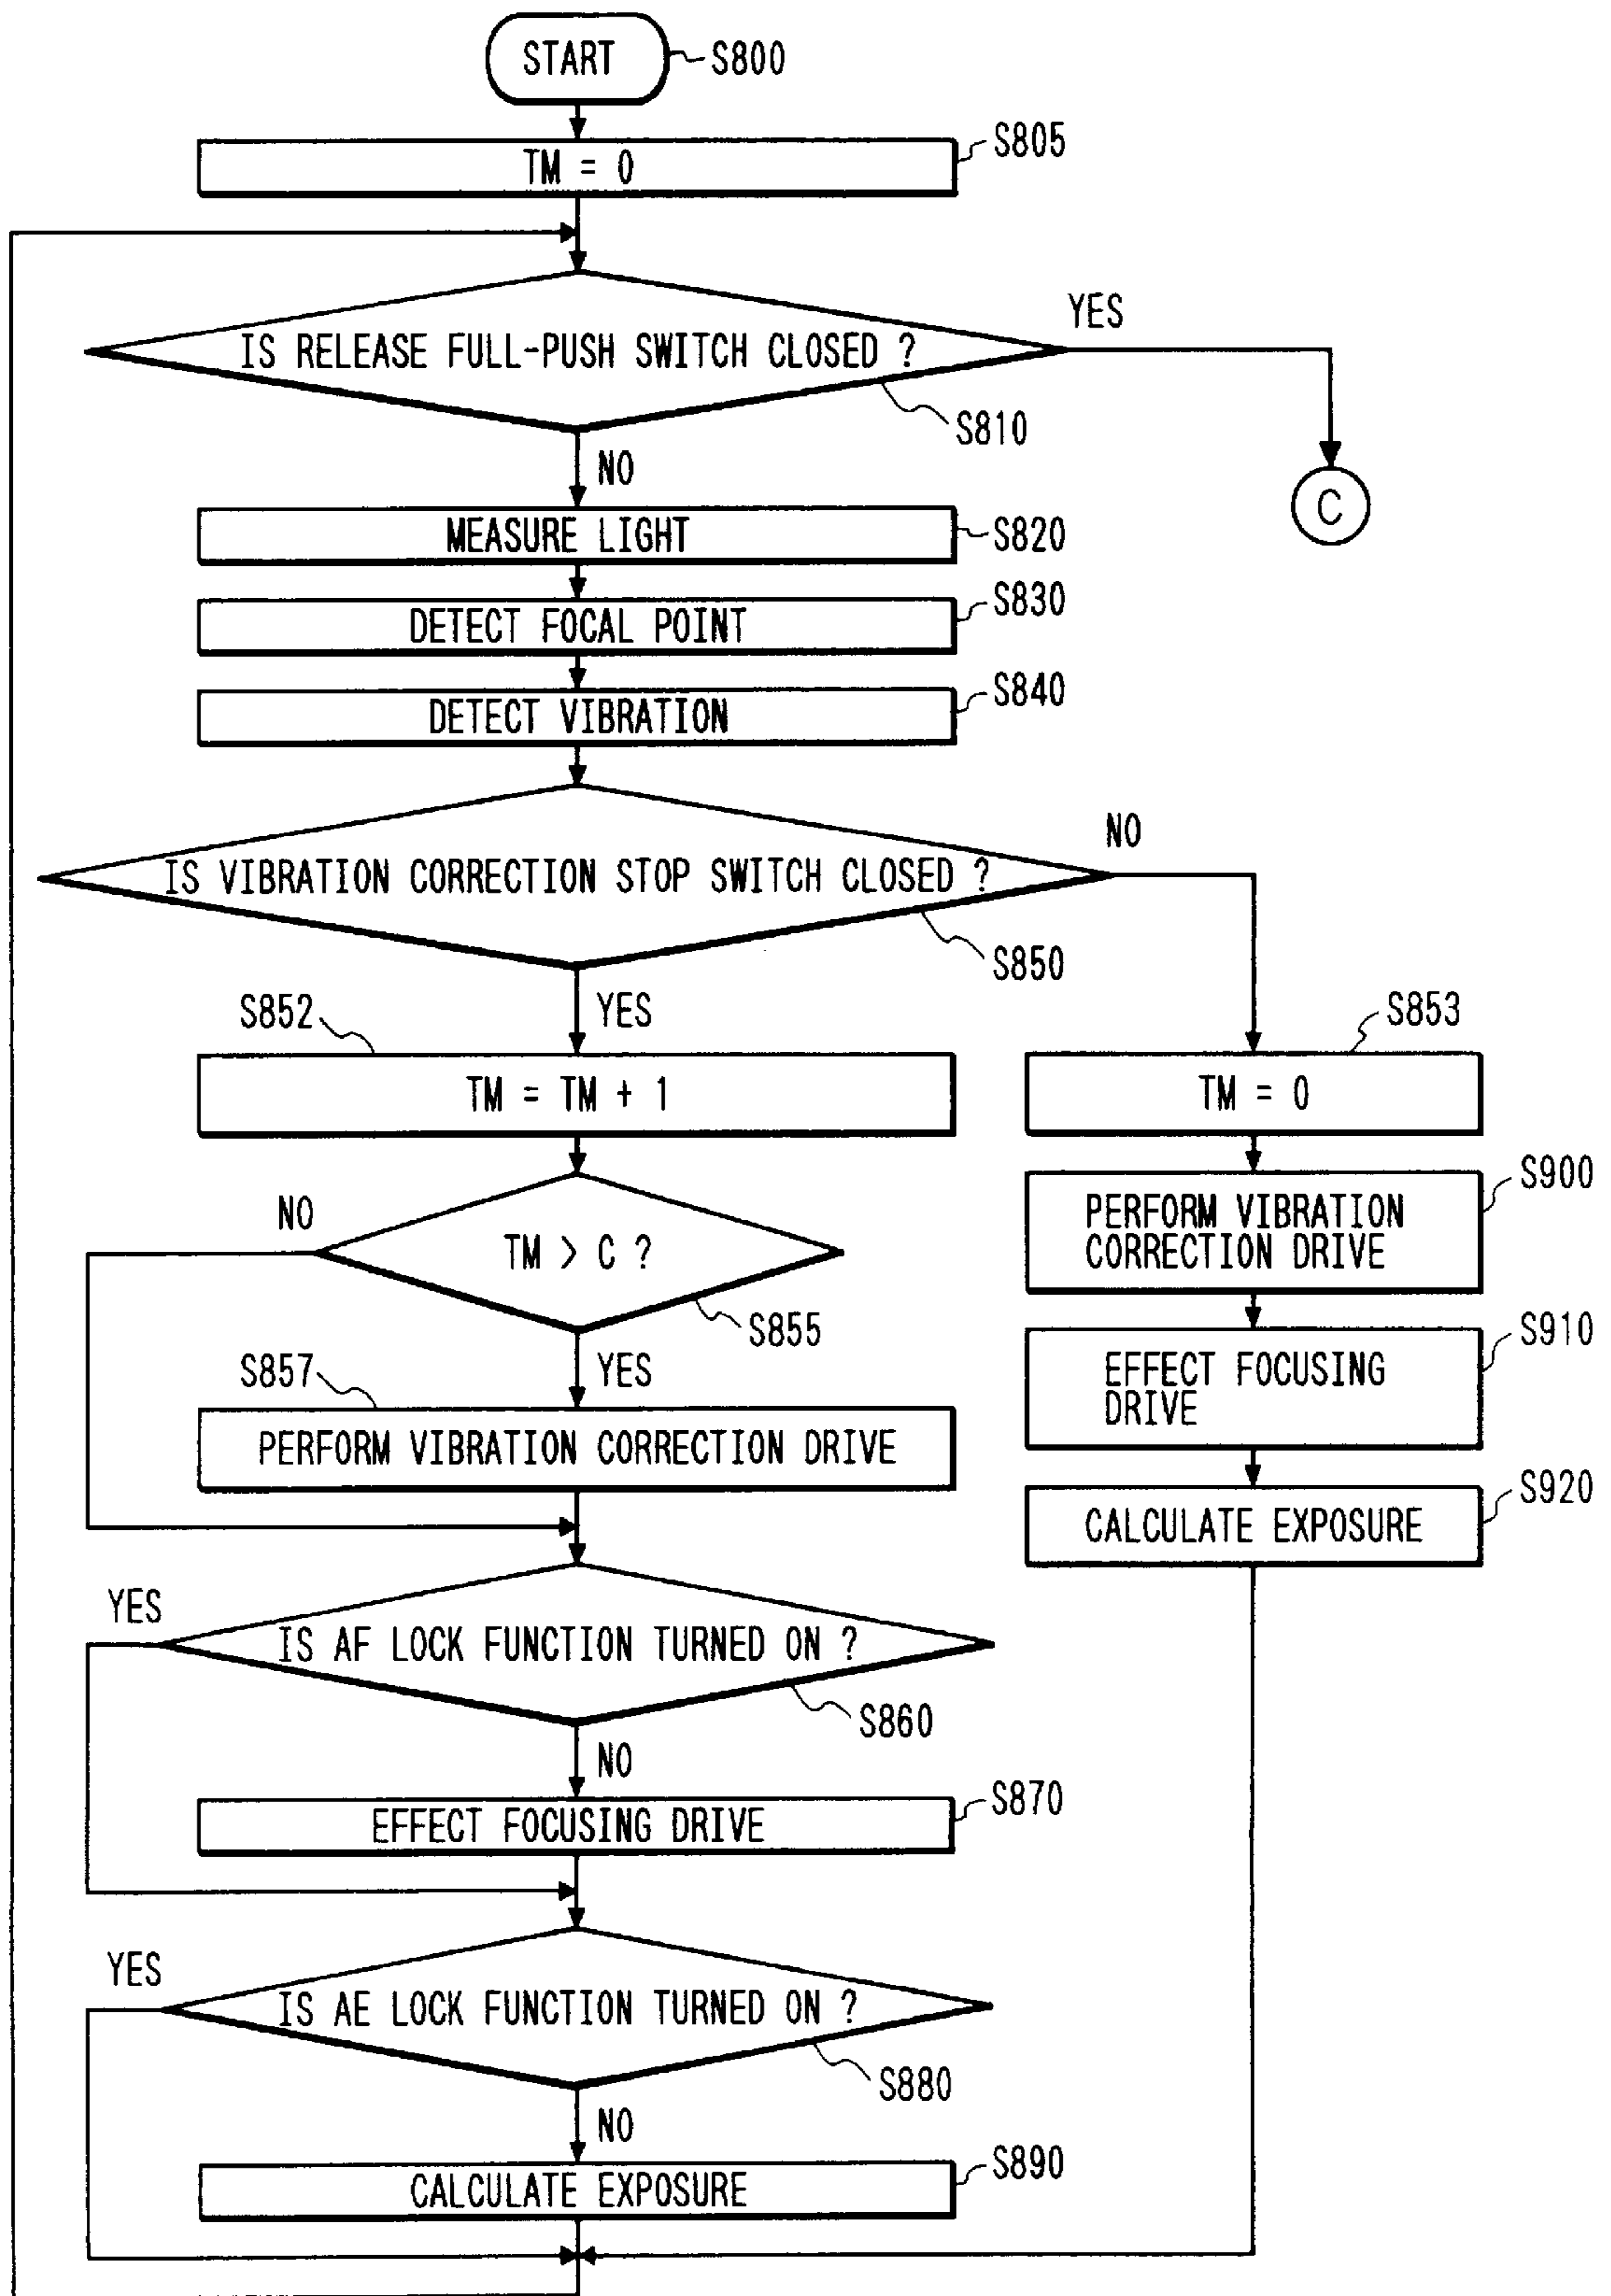 START
S800
S805
TM = 0
YES
IS RELEASE FULL-PUSH SWITCH CLOSED ?
S810
NO
C
MEASURE LIGHT
S820
S830
DETECT FOCAL POINT
S840
DETECT VIBRATION
NO
IS VIBRATION CORRECTION STOP SWITCH CLOSED ?
S850
S852
YES
S853
TM = TM + 1
TM = 0
S900
NO
PERFORM VIBRATION
CORRECTION DRIVE
TM > C ?
S855
S910
S857
YES
EFFECT FOCUSING
DRIVE
PERFORM VIBRATION CORRECTION DRIVE
S920
CALCULATE EXPOSURE
YES
IS AF LOCK FUNCTION TURNED ON ?
S860
NO
S870
EFFECT FOCUSING DRIVE
YES
IS AE LOCK FUNCTION TURNED ON ?
S880
NO
S890
CALCULATE EXPOSURE